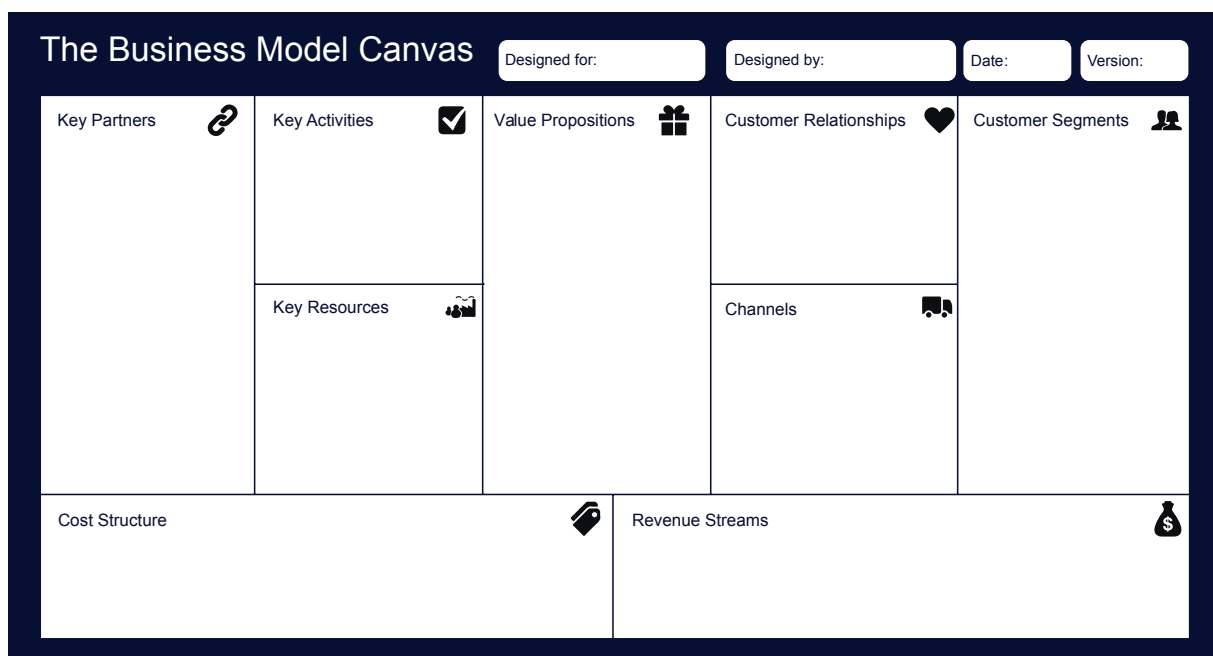 The Business Model Canvas
Designed for:
Designed by:
Date:
Version:
Key Partners
Key Activities
Value Propositions
Customer Relationships
Customer Segments
Key Resources
Channels
Cost Structure
Revenue Streams
$